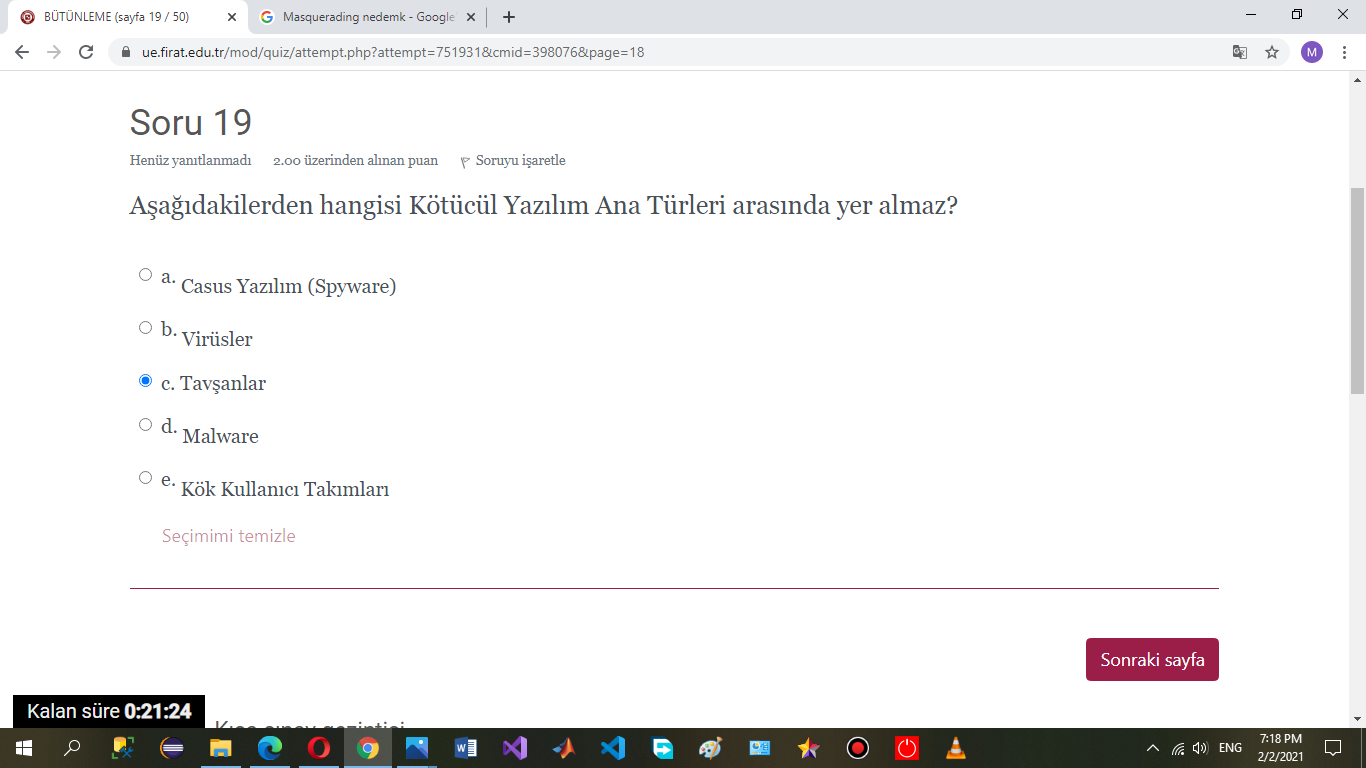 BÜTÜNLEME (sayfa 19 / 50)
Masquerading nedemk - Google'
ue.firat.edu.tr/mod/quiz/attempt.php?attempt=751931&cmid=398076&page=18
M
Soru 19
Henüz yanıtlanmadı 2.00 üzerinden alınan puan Soruyu işaretle
Aşağıdakilerden hangisi Kötücül Yazılım Ana Türleri arasında yer almaz?
a. Casus Yazılım (Spyware)
b. Virüsler
c. Tavşanlar
d. Malware
e. Kök Kullanıcı Takımları
Seçimimi temizle
Sonraki sayfa
Kalan süre 0:21:24
Kısa sınav gezintisi
ENG
7:18 PM
2/2/2021